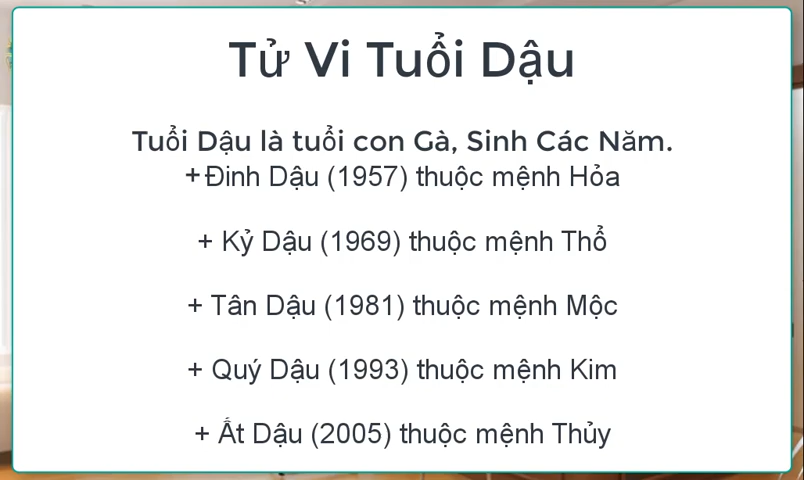 Tử Vi Tuổi Dậu
Tuổi Dậu là tuổi con Gà, Sinh Các Năm.
+ Đinh Dậu (1957) thuộc mệnh Hỏa
+ Kỷ Dậu (1969) thuộc mệnh Thổ
+ Tân Dậu (1981) thuộc mệnh Mộc
+ Quý Dậu (1993) thuộc mệnh Kim
+ Ất Dậu (2005) thuộc mệnh Thủy